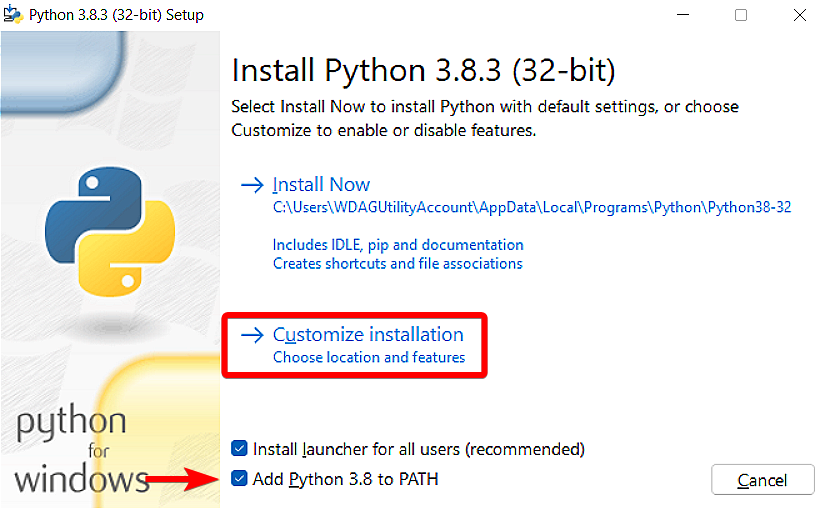 Python 3.8.3 (32-bit) Setup
Install Python 3.8.3 (32-bit)
Select Install Now to install Python with default settings, or choose
Customize to enable or disable features.
Install Now
C:\Users\WDAGUtilityAccount\AppData\Local\Programs\Python\Python38-32
Includes IDLE, pip and documentation
Creates shortcuts and file associations
Customize installation
Choose location and features
python
for
windows
Install launcher for all users (recommended)
Add Python 3.8 to PATH
Cancel